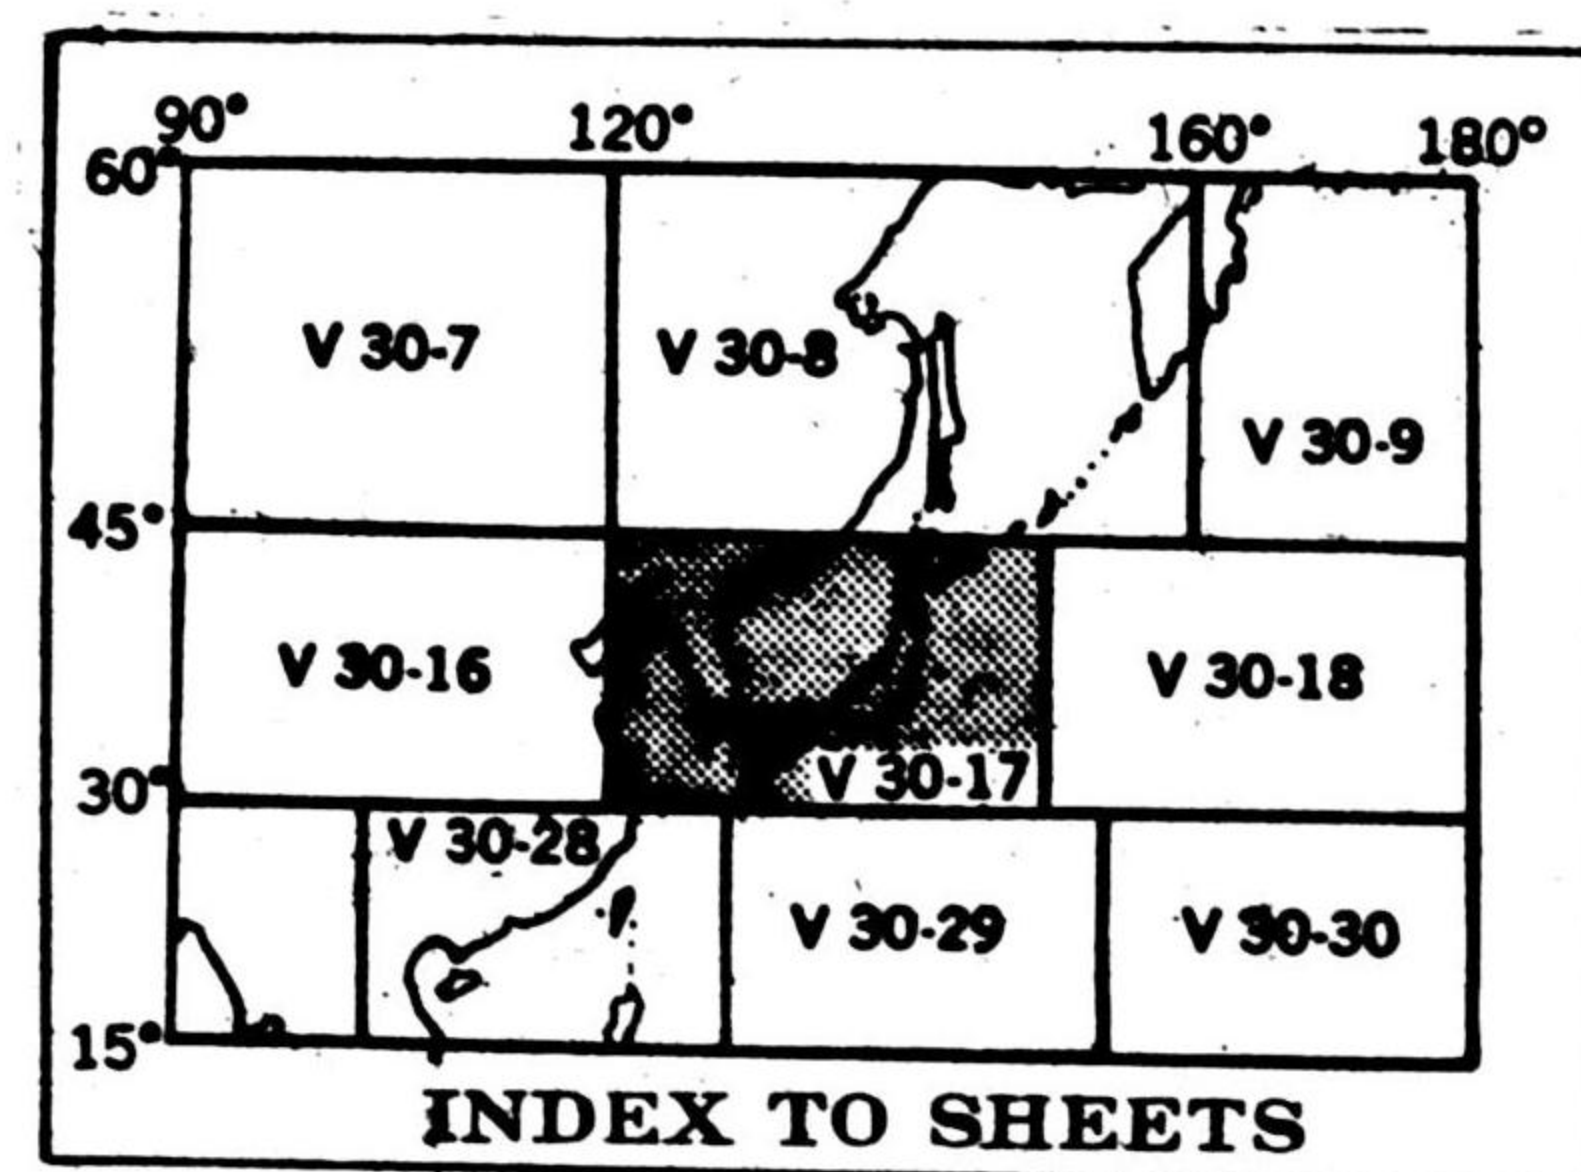 90° 120° 160° 180°
60°
V 30-7 V 30-8
V 30-9
45°
V 30-16 V 30-18
30° V 30-17
V 30-28
V 30-29 V 30-30
15°
INDEX TO SHEETS